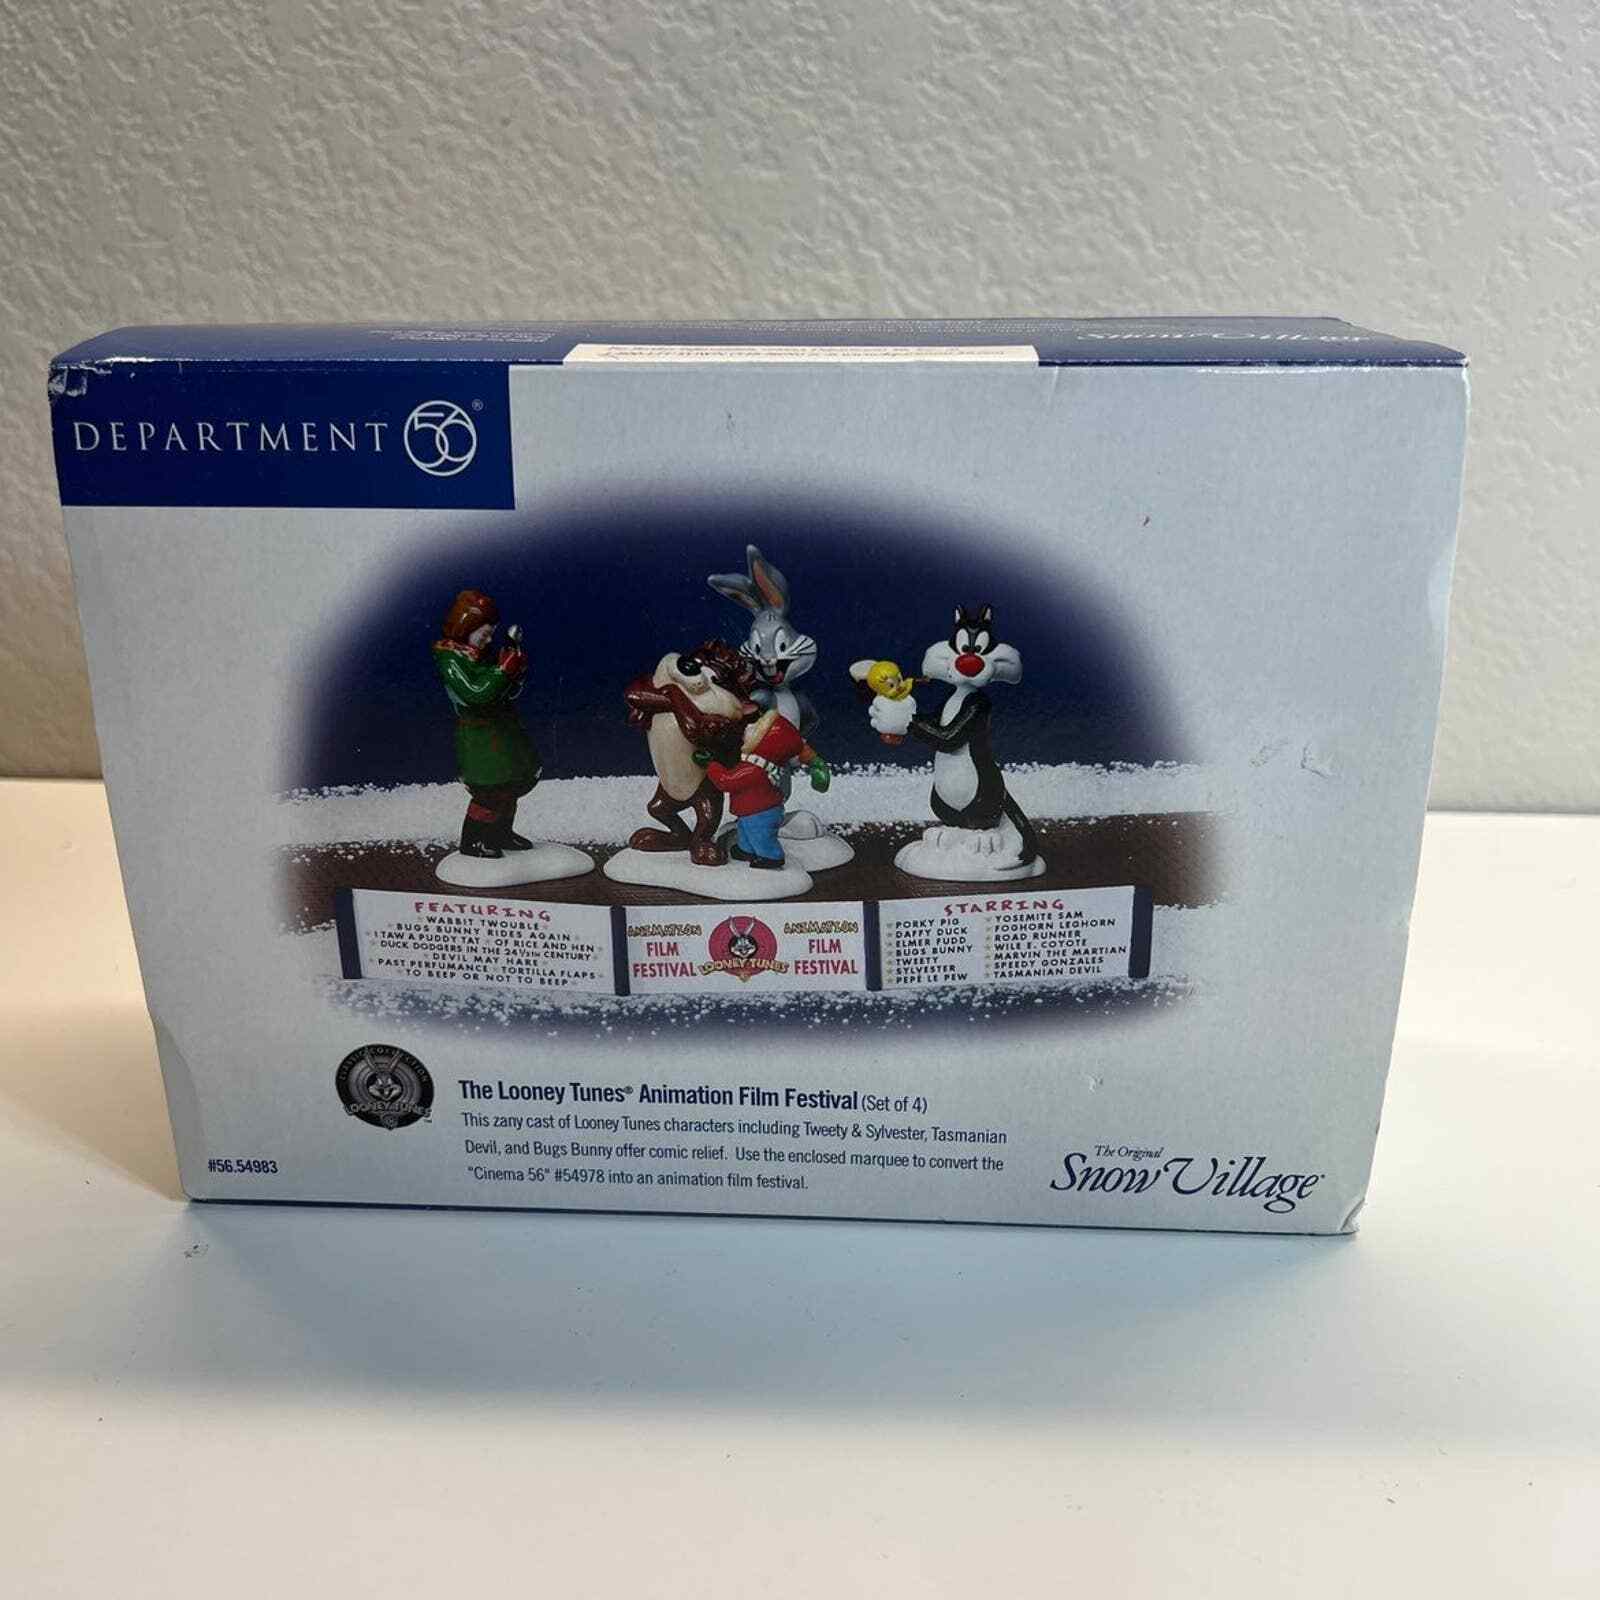 Snow Village
DEPARTMENT 56®
FEATURING
WABBIT TWOUBLE
BUGS BUNNY RIDES AGAIN
I TAW A PUDDY TAT OF RICE AND HEN
DUCK DODGERS IN THE 24½TH CENTURY
DEVIL MAY HARE
PAST PERFUMANCE TORTILLA FLAPS
TO BEEP OR NOT TO BEEP
ANIMATION
FILM
FESTIVAL
LOONEY TUNES
ANIMATION
FILM
FESTIVAL
STARRING
PORKY PIG
DAFFY DUCK
ELMER FUDD
BUGS BUNNY
TWEETY
SYLVESTER
PEPE LE PEW
YOSEMITE SAM
FOGHORN LEGHORN
ROAD RUNNER
WILE E. COYOTE
MARVIN THE MARTIAN
SPEEDY GONZALES
TASMANIAN DEVIL
CLASSIC COLLECTION
LOONEY TUNES
The Looney Tunes® Animation Film Festival (Set of 4)
This zany cast of Looney Tunes characters including Tweety & Sylvester, Tasmanian
Devil, and Bugs Bunny offer comic relief. Use the enclosed marquee to convert the
"Cinema 56" #54978 into an animation film festival.
#56.54983
The Original
Snow Village